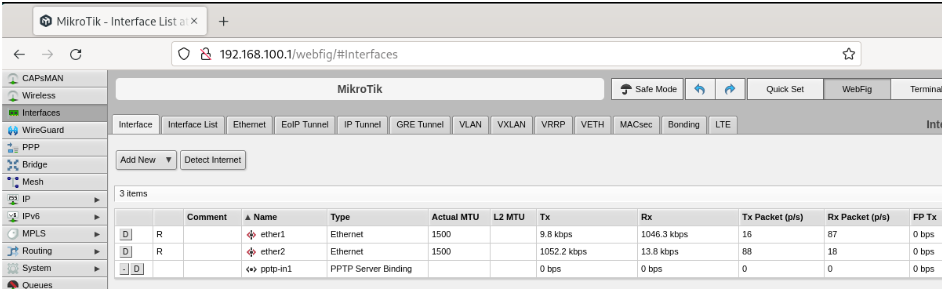 MikroTik - Interface List a
192.168.100.1/webfig/#Interfaces
CAPsMAN
Wireless
Interfaces
WireGuard
PPP
Bridge
Mesh
IP
IPv6
MPLS
Routing
System
Queues
MikroTik
Safe Mode Quick Set WebFig Terminal
Interface Interface List Ethernet EoIP Tunnel IP Tunnel GRE Tunnel VLAN VXLAN VRRP VETH MACsec Bonding LTE
Add New Detect Internet
3 items
Comment Name Type Actual MTU L2 MTU Tx Rx Tx Packet (p/s) Rx Packet (p/s) FP Tx
D R ether1 Ethernet 1500 9.8 kbps 1046.3 kbps 16 87 0 bps
D R ether2 Ethernet 1500 1052.2 kbps 13.8 kbps 88 18 0 bps
- D pptp-in1 PPTP Server Binding 0 bps 0 bps 0 0 0 bps